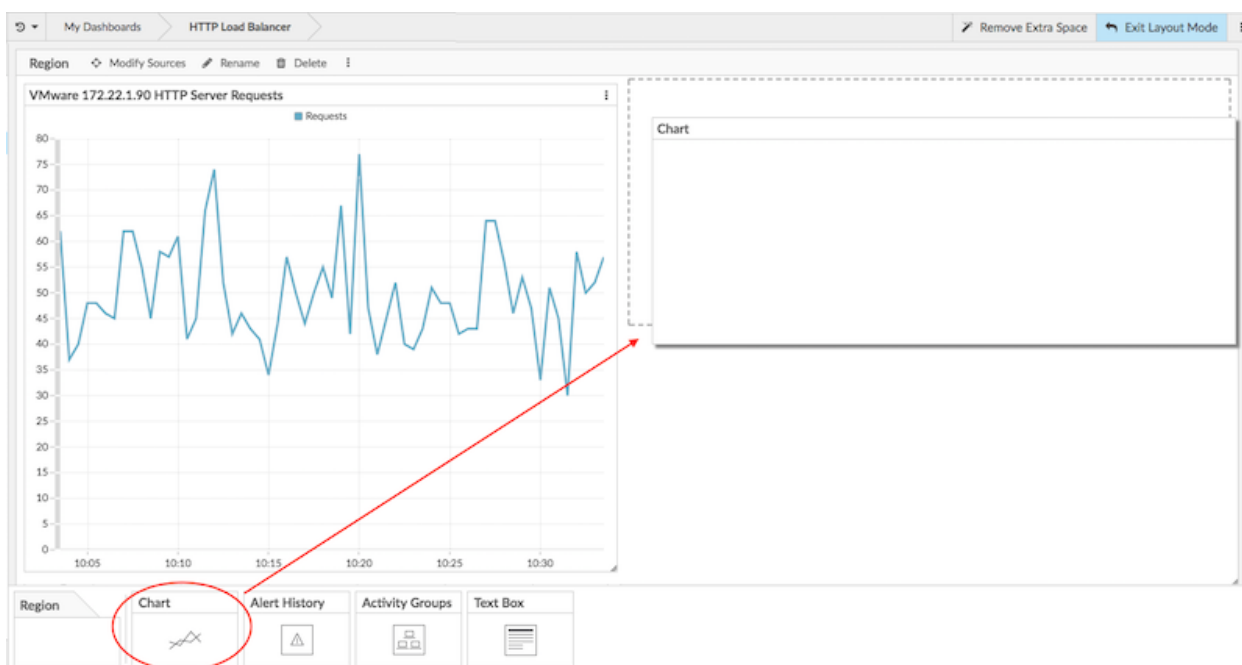 My Dashboards HTTP Load Balancer Remove Extra Space Exit Layout Mode
Region Modify Sources Rename Delete
VMware 172.22.1.90 HTTP Server Requests
Requests
Chart
80
75
70
65
60
55
50
45
40
35
30
25
20
15
10
5
0
10:05 10:10 10:15 10:20 10:25 10:30
Region Chart Alert History Activity Groups Text Box